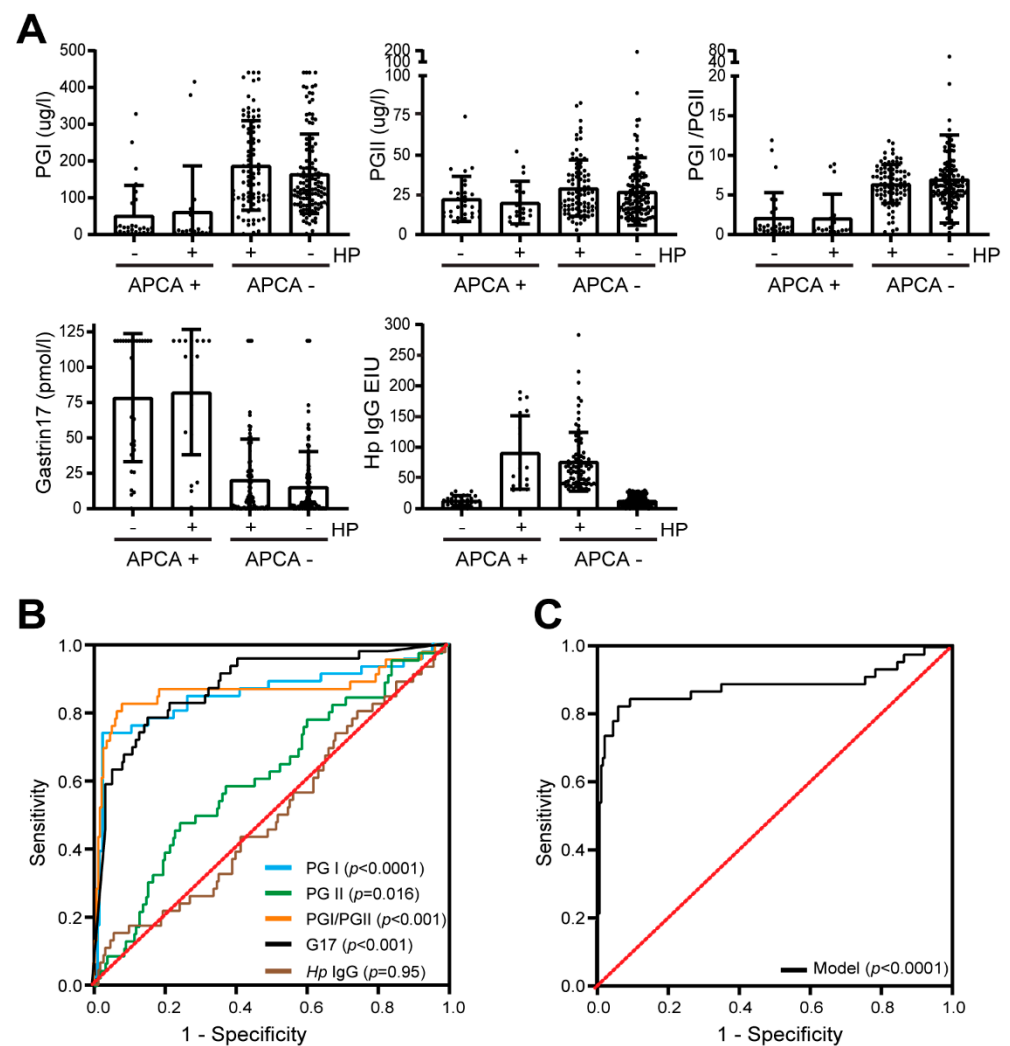 A
PGI (ug/l)
500
400
300
200
100
0
- + + - HP
APCA + APCA -
PGII (ug/l)
200
100
100
75
50
25
0
- + + - HP
APCA + APCA -
PGI /PGII
80
40
20
15
10
5
0
- + + - HP
APCA + APCA -
Gastrin17 (pmol/l)
125
100
75
50
25
0
- + + - HP
APCA + APCA -
Hp IgG EIU
300
250
200
150
100
50
0
- + + - HP
APCA + APCA -
B
Sensitivity
1.0
0.8
0.6
0.4
0.2
0.0
PG I (p<0.0001)
PG II (p=0.016)
PGI/PGII (p<0.001)
G17 (p<0.001)
Hp IgG (p=0.95)
0.0 0.2 0.4 0.6 0.8 1.0
1 - Specificity
C
Sensitivity
1.0
0.8
0.6
0.4
0.2
0.0
Model (p<0.0001)
0.0 0.2 0.4 0.6 0.8 1.0
1 - Specificity